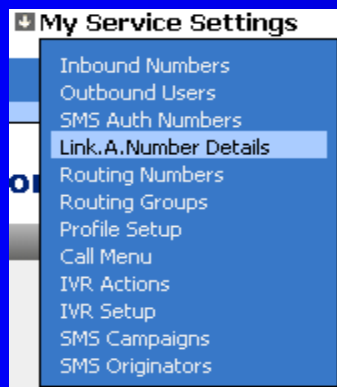 My Service Settings
Inbound Numbers
Outbound Users
SMS Auth Numbers
Link.A.Number Details
Routing Numbers
Routing Groups
Profile Setup
Call Menu
IVR Actions
IVR Setup
SMS Campaigns
SMS Originators